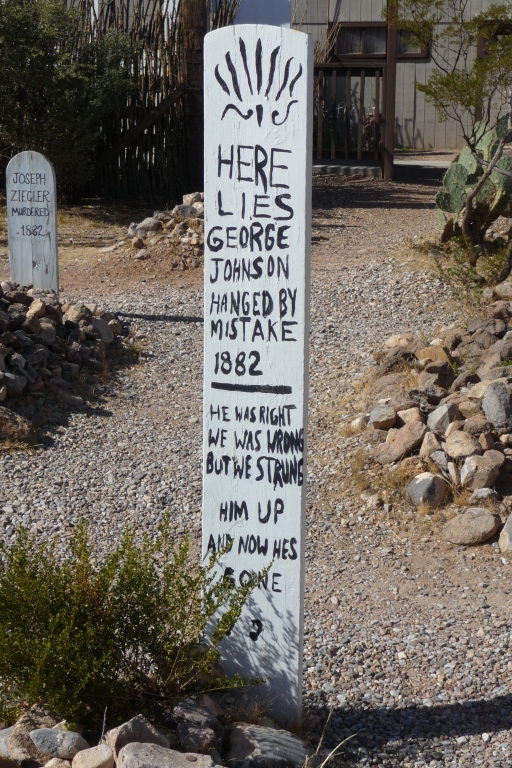 HERE
LIES
GEORGE
JOHNSON
HANGED BY
MISTAKE
1882
HE WAS RIGHT
WE WAS WRONG
BUT WE STRUNG
HIM UP
AND NOW HES
GONE
JOSEPH
ZIEGLER
MURDERED
1882